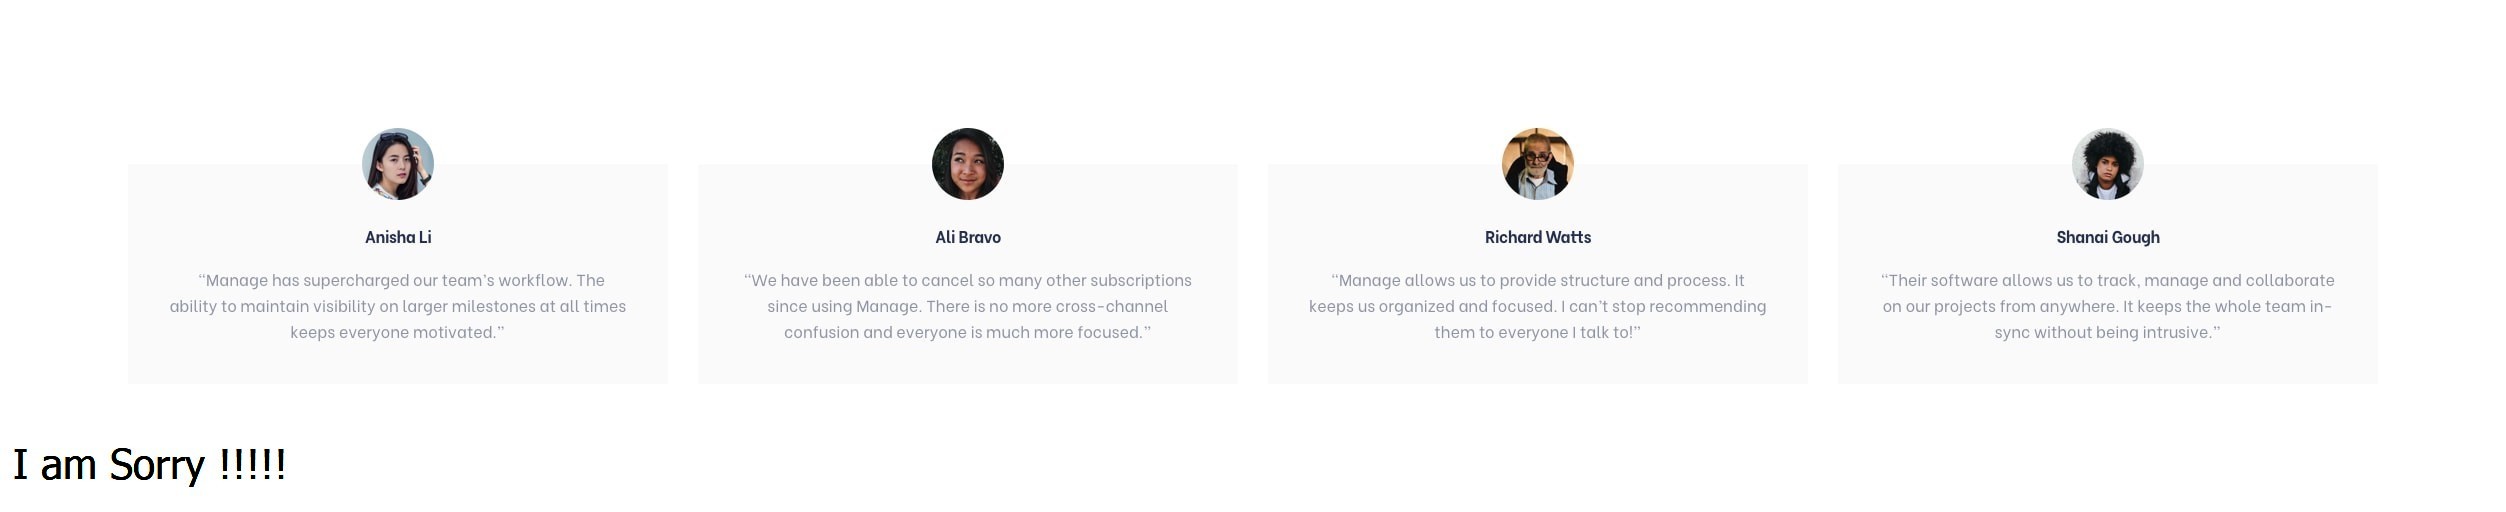 Anisha Li
“Manage has supercharged our team’s workflow. The
ability to maintain visibility on larger milestones at all times
keeps everyone motivated.”
Ali Bravo
“We have been able to cancel so many other subscriptions
since using Manage. There is no more cross-channel
confusion and everyone is much more focused.”
Richard Watts
“Manage allows us to provide structure and process. It
keeps us organized and focused. I can’t stop recommending
them to everyone I talk to!”
Shanai Gough
“Their software allows us to track, manage and collaborate
on our projects from anywhere. It keeps the whole team in-
sync without being intrusive.”
I am Sorry !!!!!